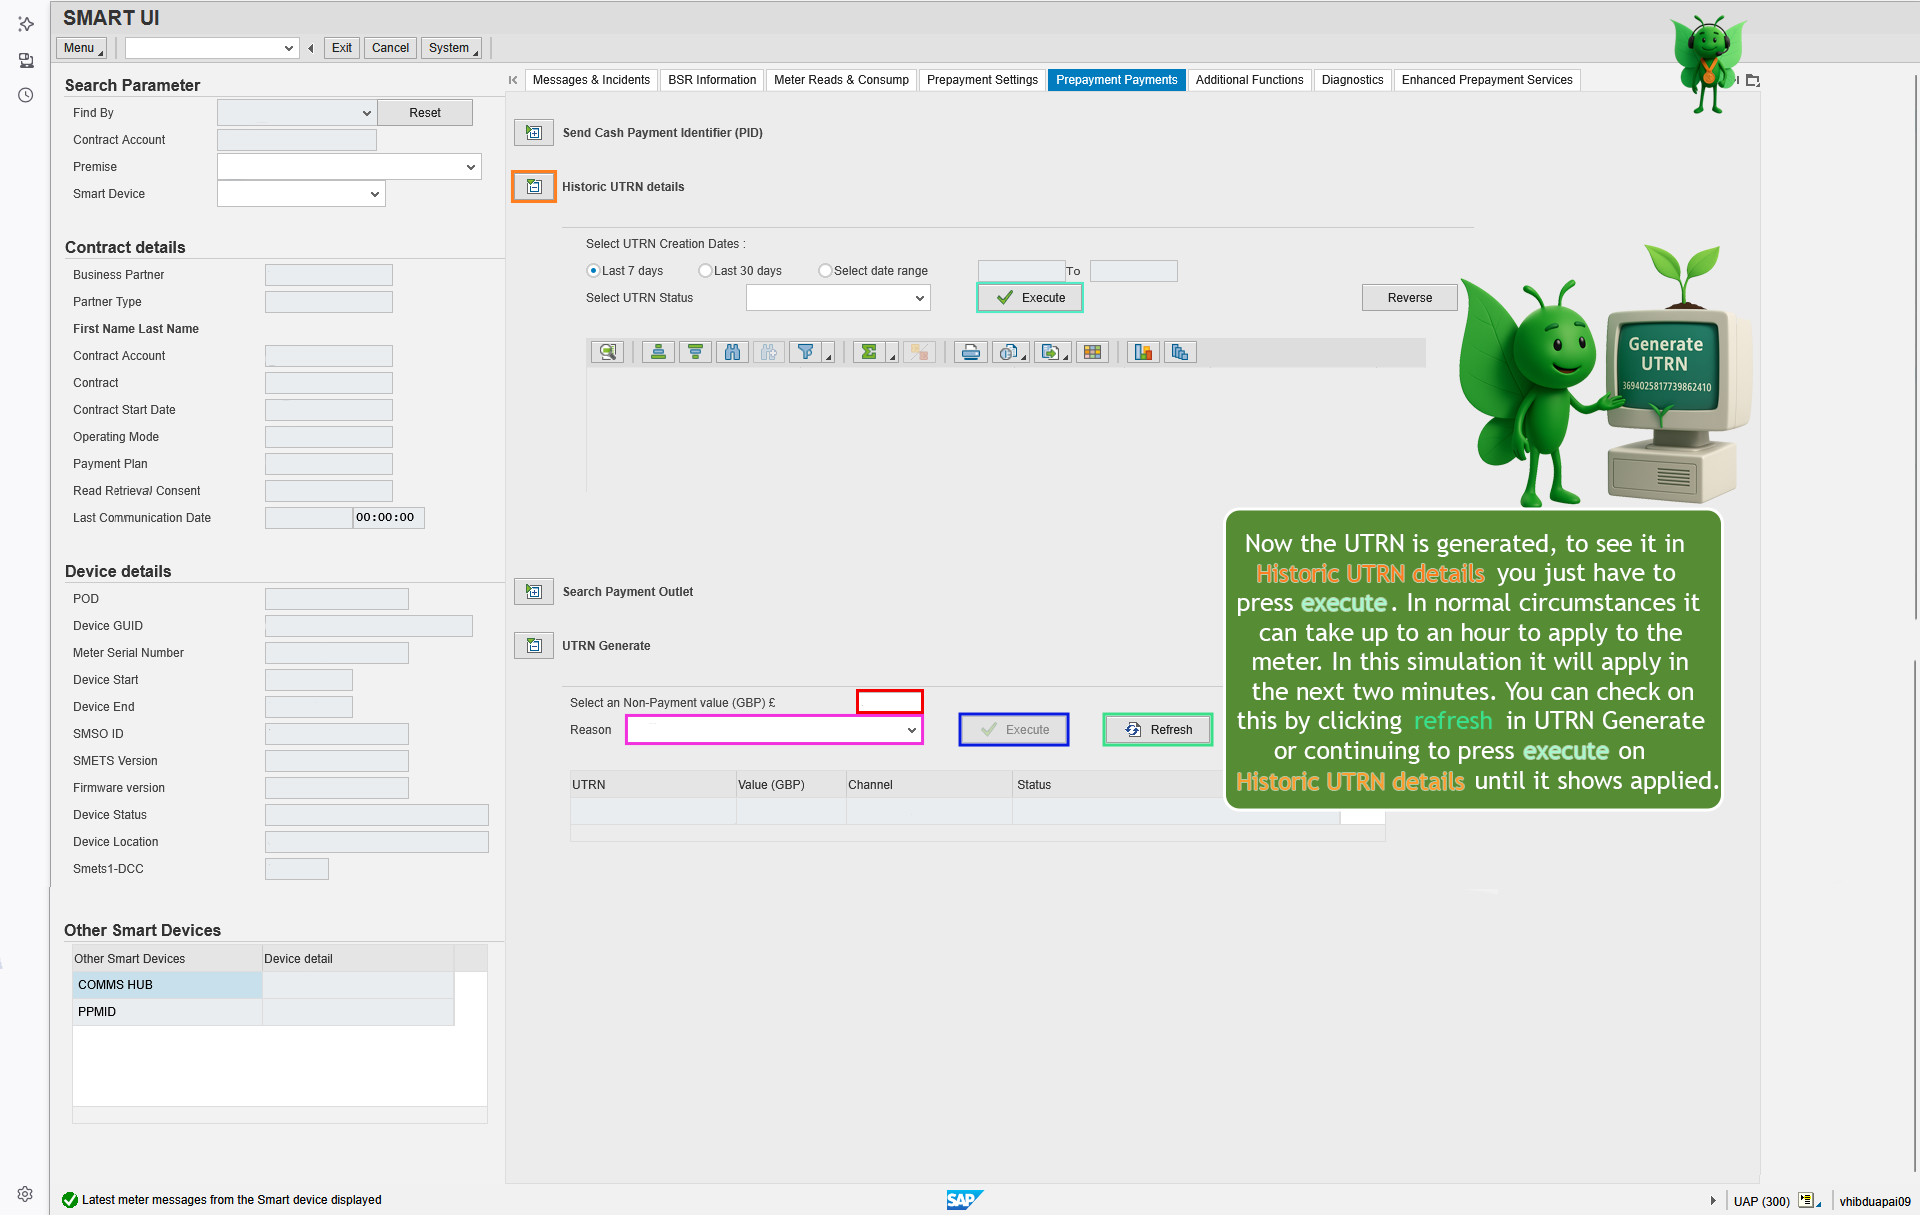 SMART UI
Menu
Exit
Cancel
System
Search Parameter
Find By
Reset
Contract Account
Premise
Smart Device
Contract details
Business Partner
Partner Type
First Name Last Name
Contract Account
Contract
Contract Start Date
Operating Mode
Payment Plan
Read Retrieval Consent
Last Communication Date
00:00:00
Device details
POD
Device GUID
Meter Serial Number
Device Start
Device End
SMSO ID
SMETS Version
Firmware version
Device Status
Device Location
Smets1-DCC
Other Smart Devices
Other Smart Devices Device detail
COMMS HUB
PPMID
Messages & Incidents BSR Information Meter Reads & Consump Prepayment Settings Prepayment Payments Additional Functions Diagnostics Enhanced Prepayment Services
Send Cash Payment Identifier (PID)
Historic UTRN details
Select UTRN Creation Dates :
Last 7 days Last 30 days Select date range To
Select UTRN Status Execute Reverse
Generate
UTRN
3694025817739862410
Search Payment Outlet
UTRN Generate
Select an Non-Payment value (GBP) £
Reason Execute Refresh
UTRN Value (GBP) Channel Status
Now the UTRN is generated, to see it in
Historic UTRN details you just have to
press execute. In normal circumstances it
can take up to an hour to apply to the
meter. In this simulation it will apply in
the next two minutes. You can check on
this by clicking refresh in UTRN Generate
or continuing to press execute on
Historic UTRN details until it shows applied.
Latest meter messages from the Smart device displayed
SAP
UAP (300)
vhibduapai09